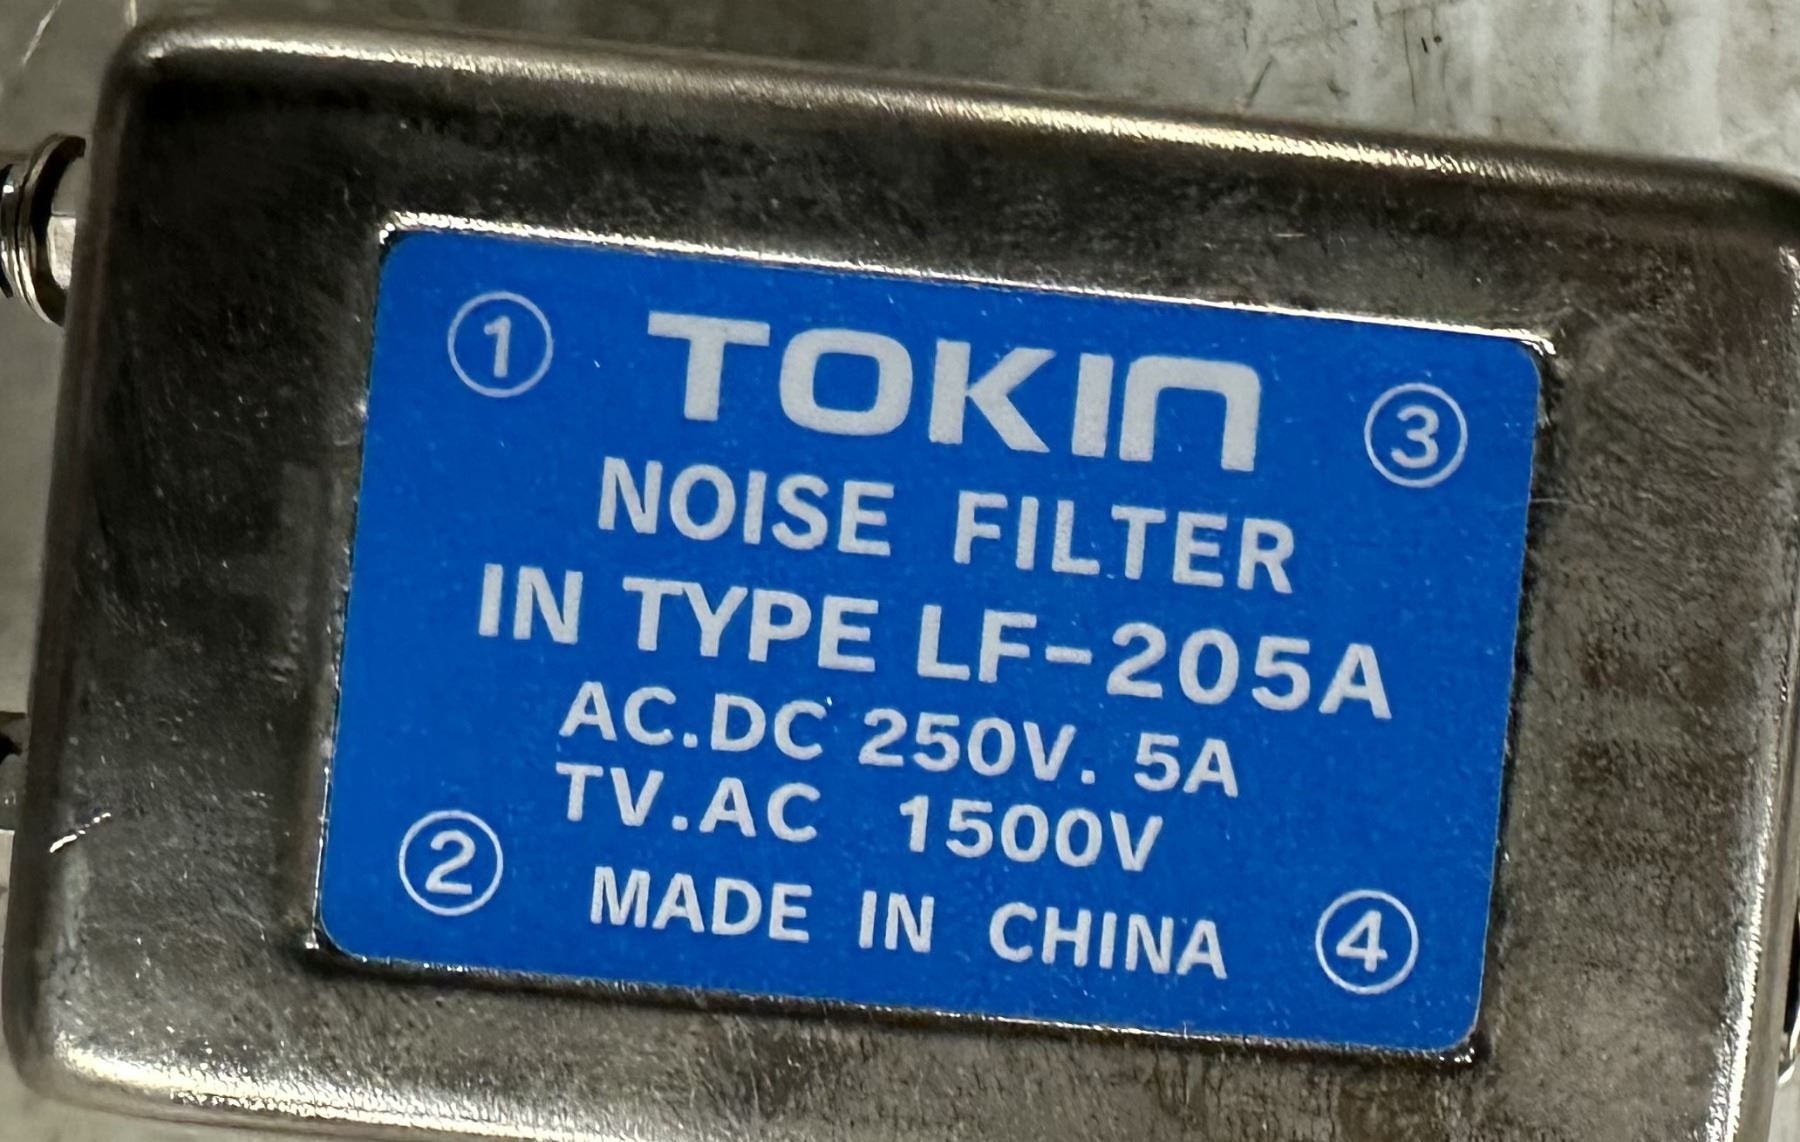 ① TOKIN ③
NOISE FILTER
IN TYPE LF-205A
AC.DC 250V. 5A
TV.AC 1500V
② MADE IN CHINA ④